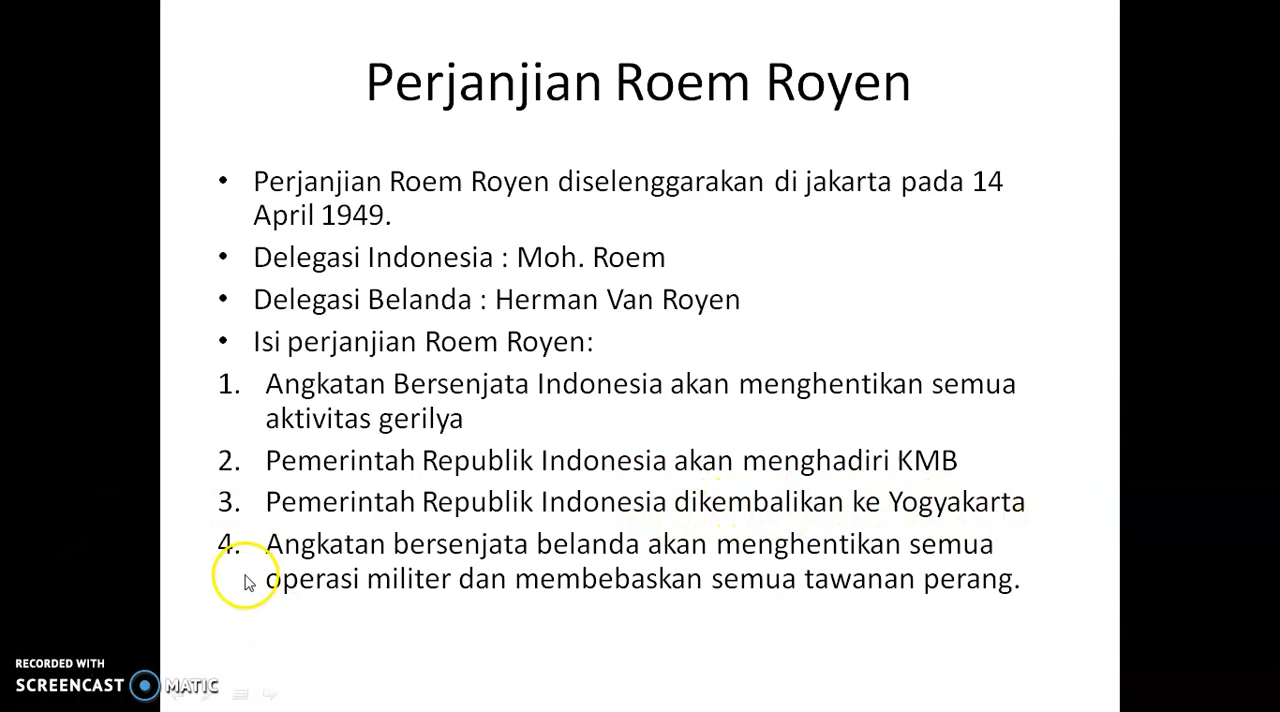 Perjanjian Roem Royen
• Perjanjian Roem Royen diselenggarakan di jakarta pada 14
April 1949.
• Delegasi Indonesia : Moh. Roem
• Delegasi Belanda : Herman Van Royen
• Isi perjanjian Roem Royen:
1. Angkatan Bersenjata Indonesia akan menghentikan semua
aktivitas gerilya
2. Pemerintah Republik Indonesia akan menghadiri KMB
3. Pemerintah Republik Indonesia dikembalikan ke Yogyakarta
4. Angkatan bersenjata belanda akan menghentikan semua
operasi militer dan membebaskan semua tawanan perang.
RECORDED WITH
SCREENCAST MATIC